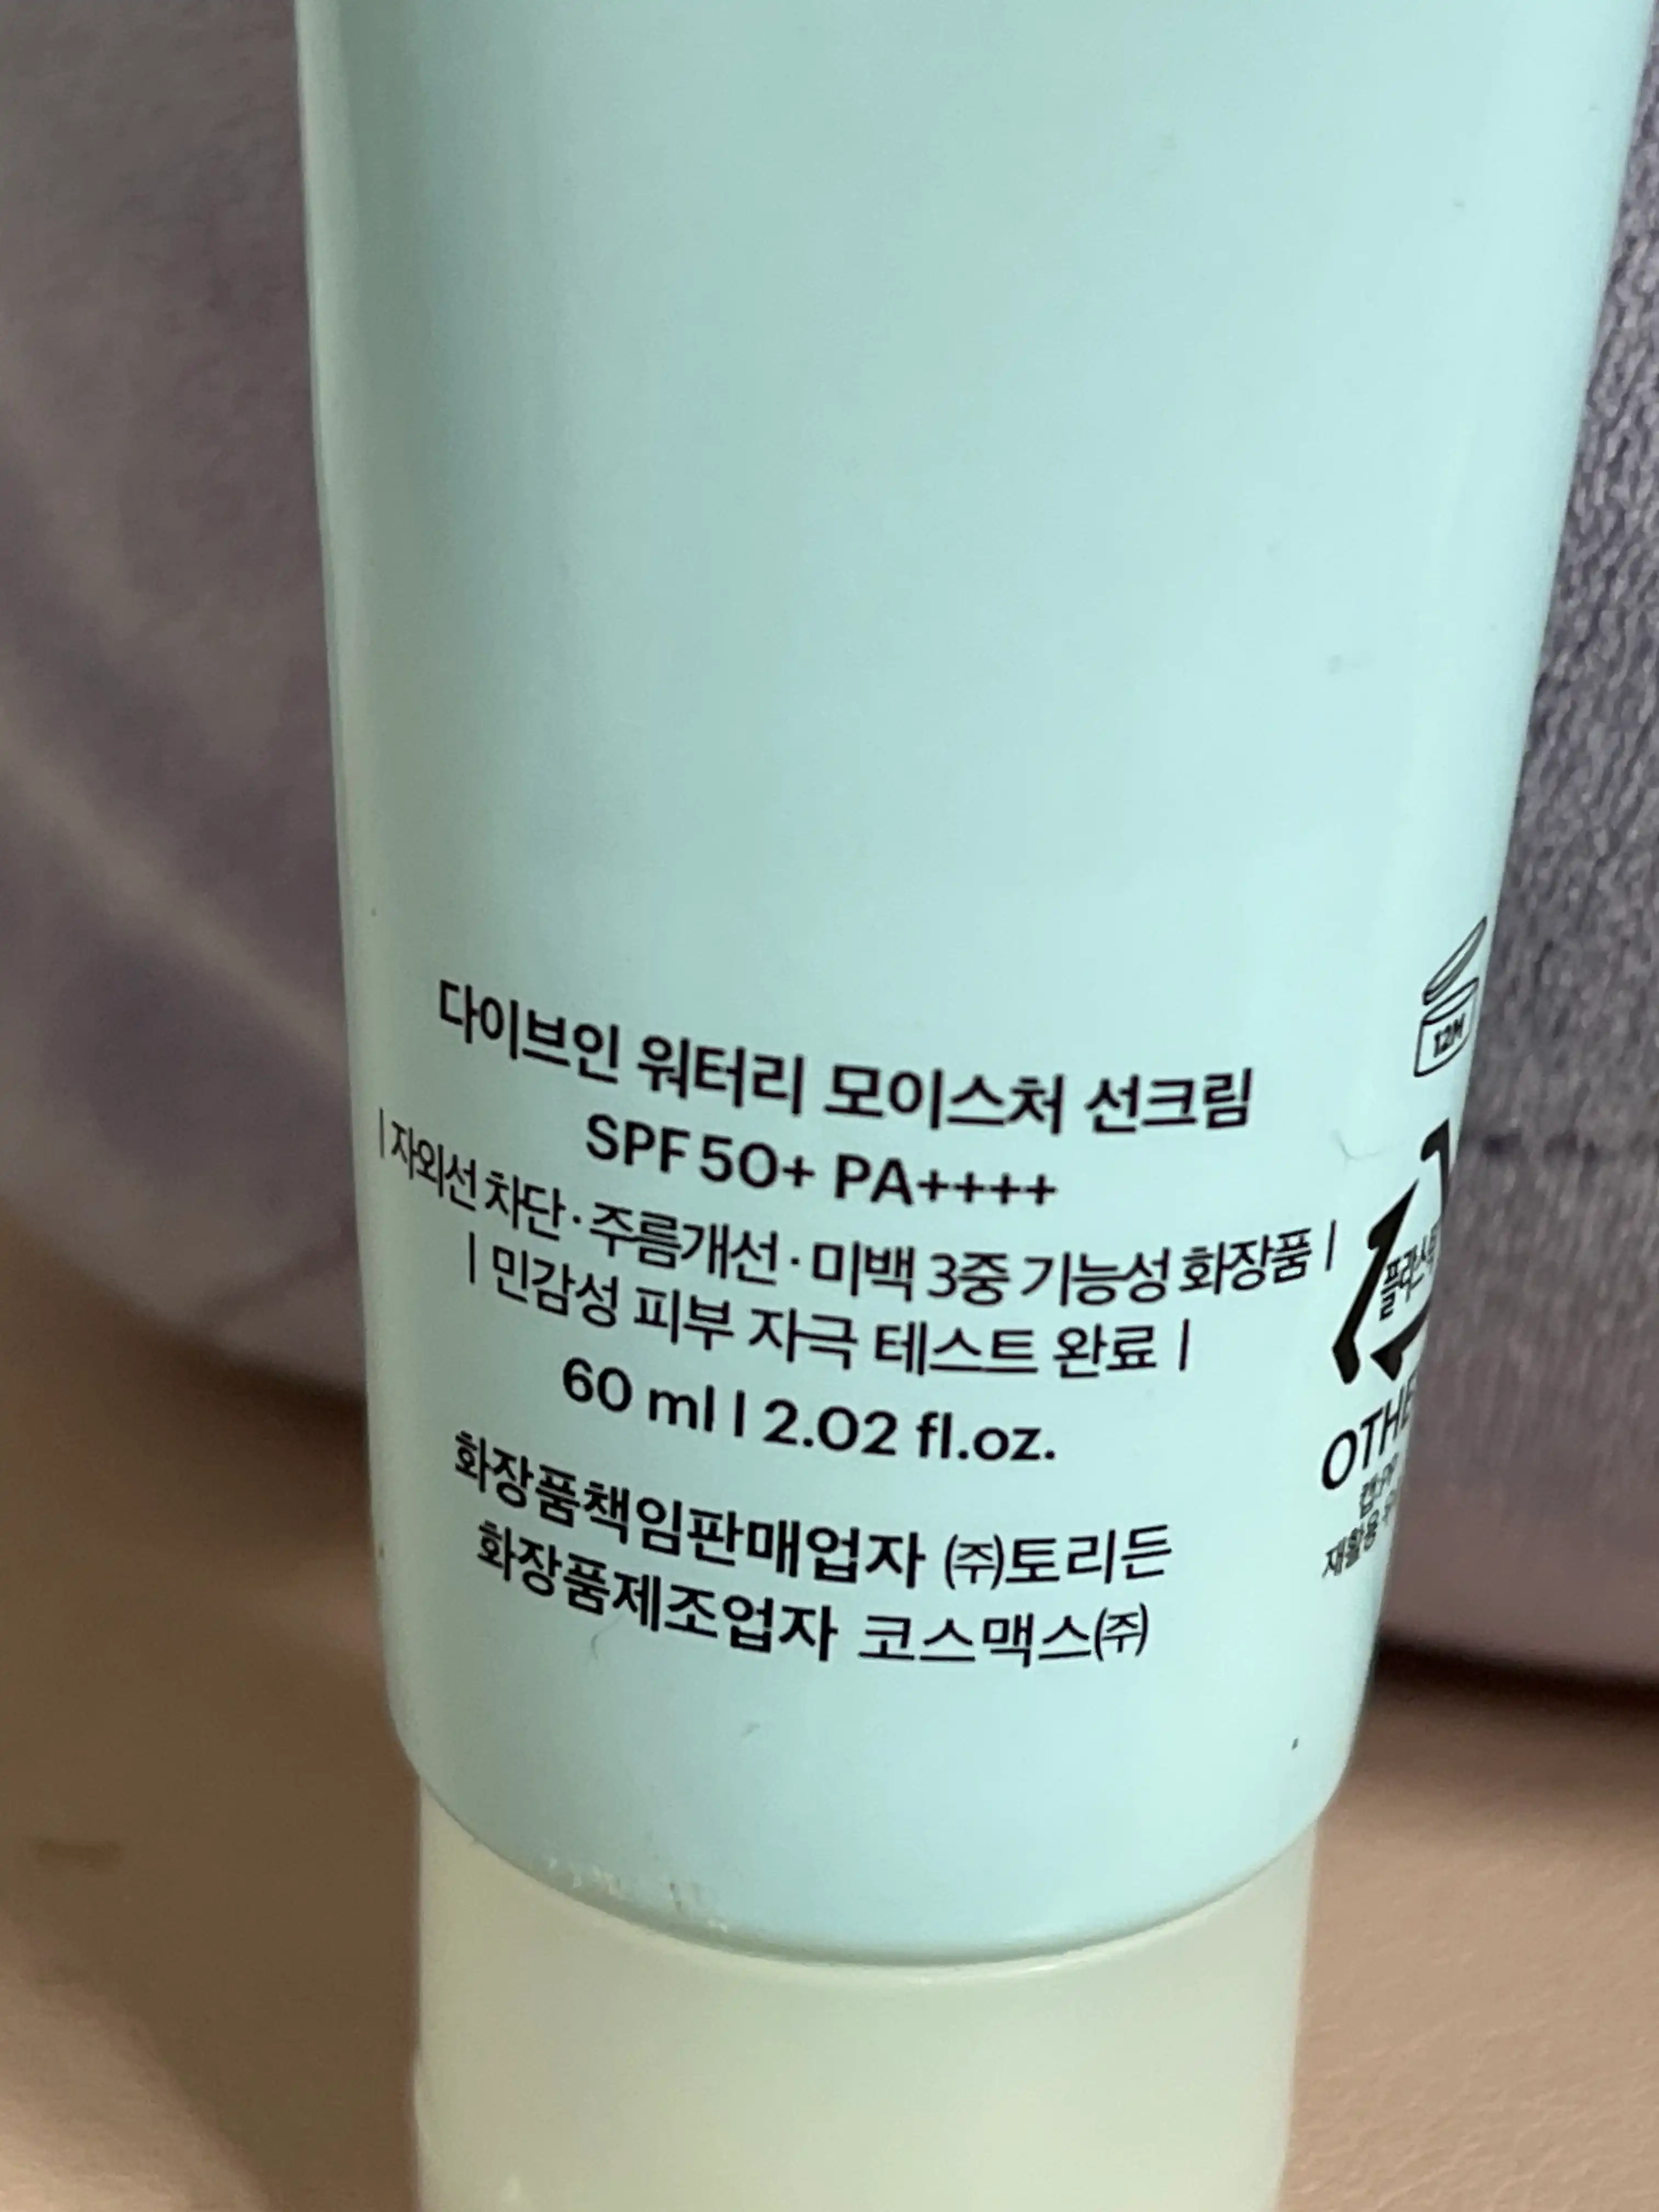 다이브인 워터리 모이스처 선크림
SPF 50+ PA++++
| 자외선 차단 · 주름개선 · 미백 3중 기능성 화장품 |
| 민감성 피부 자극 테스트 완료 |
60 ml | 2.02 fl.oz.
화장품책임판매업자 ㈜토리든
화장품제조업자 코스맥스㈜
12M